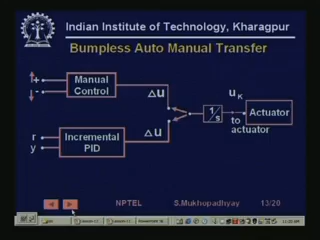 Indian Institute of Technology, Kharagpur
Bumpless Auto Manual Transfer
+
-
Manual
Control
Δu
1/s
uK
to
actuator
Actuator
r
y
Incremental
PID
Δu
NPTEL S.Mukhopadhyay 13/20